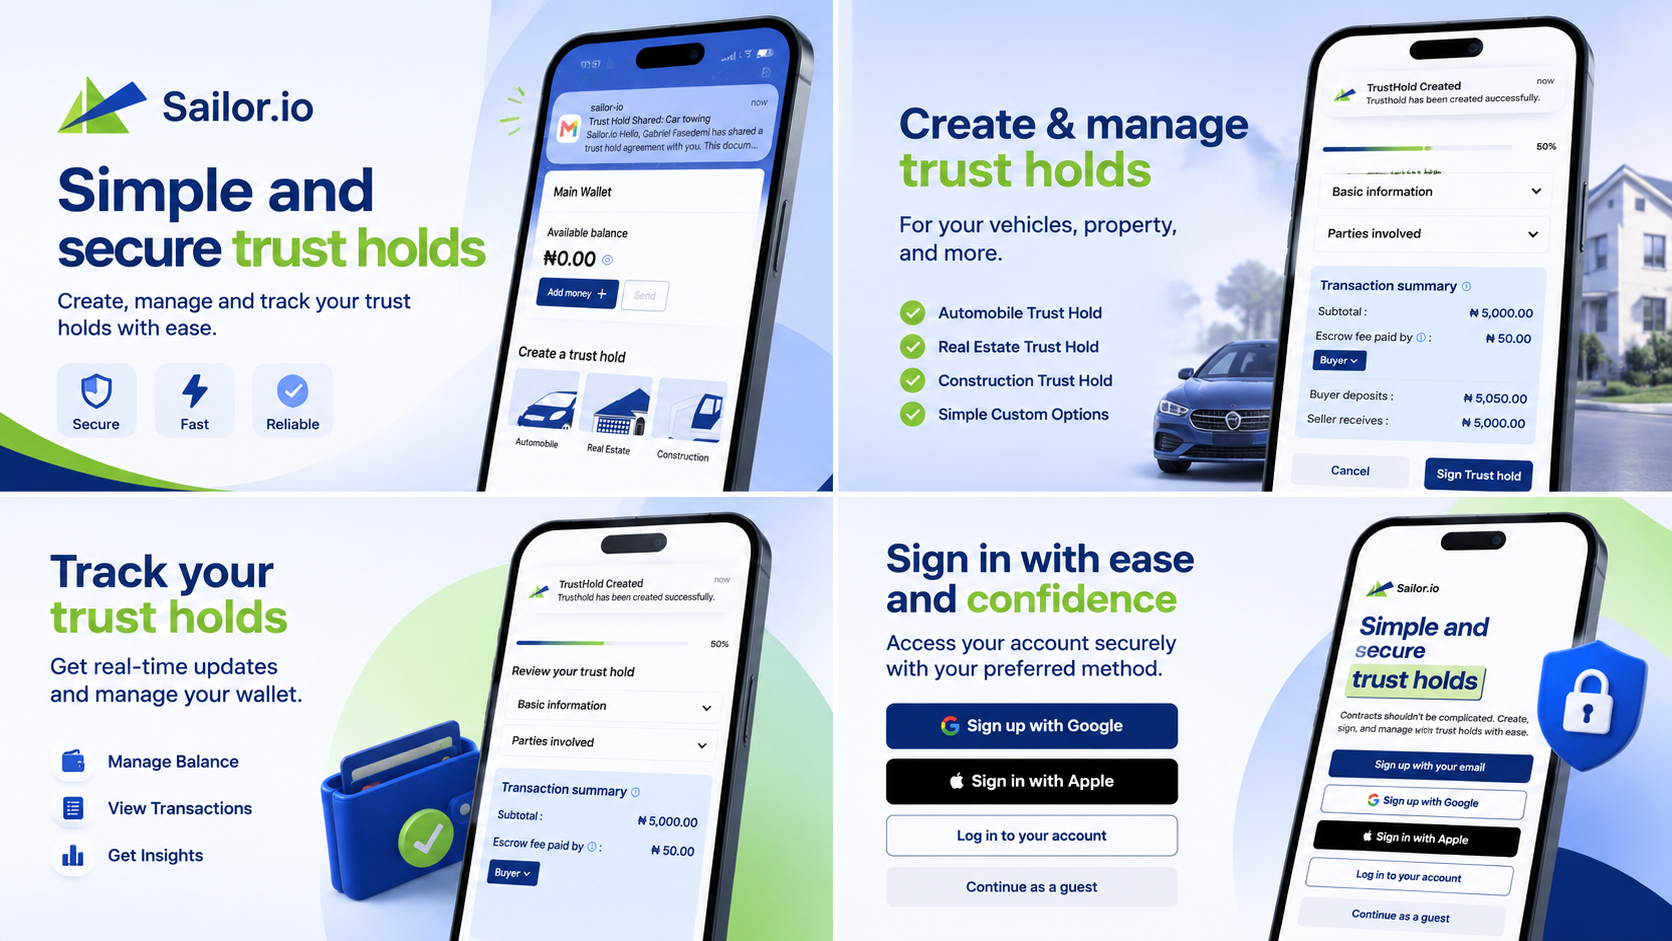 Sailor.io
Simple and
secure trust holds
Create, manage and track your trust
holds with ease.
Secure
Fast
Reliable
sailor-io
now
Trust Hold Shared: Car towing
Sailor.io Hello, Gabriel Fasedemi has shared a
trust hold agreement with you. This docum...
Main Wallet
Available balance
₦0.00
Add money +
Send
Create a trust hold
Automobile
Real Estate
Construction
Create & manage
trust holds
For your vehicles, property,
and more.
Automobile Trust Hold
Real Estate Trust Hold
Construction Trust Hold
Simple Custom Options
TrustHold Created
now
Trusthold has been created auccessfully.
50%
Basic information
Parties involved
Transaction summary
Subtotal :
₦ 5,000.00
Escrow fee paid by :
₦ 50.00
Buyer
Buyer deposits :
₦ 5,050.00
Seller receives :
₦ 5,000.00
Cancel
Sign Trust hold
Track your
trust holds
Get real-time updates
and manage your wallet.
Manage Balance
View Transactions
Get Insights
TrustHold Created
now
Trusthold has been created successfully.
50%
Review your trust hold
Basic information
Parties involved
Transaction summary
Subtotal :
₦ 5,000.00
Escrow fee paid by :
₦ 50.00
Buyer
Sign in with ease
and confidence
Access your account securely
with your preferred method.
Sign up with Google
Sign in with Apple
Log in to your account
Continue as a guest
Sailor.io
Simple and
secure
trust holds
Contracts shouldn't be complicated. Create,
sign, and manage with trust holds with ease.
Sign up with your email
Sign up with Google
Sign in with Apple
Log in to your account
Continue as a guest